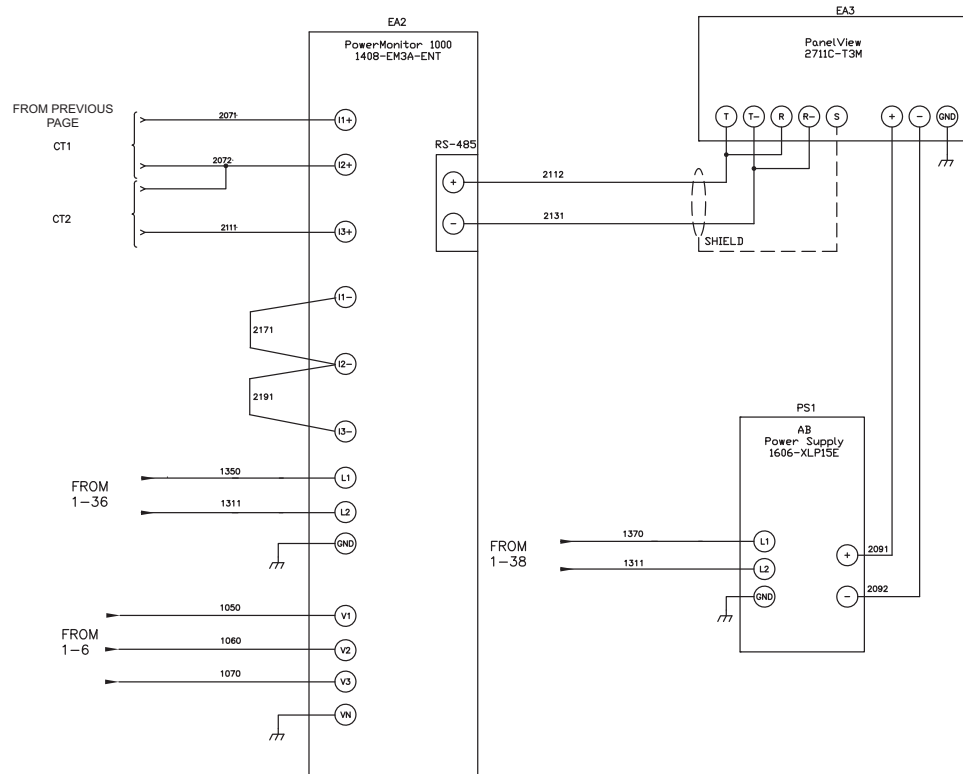 EA2
PowerMonitor 1000
1408-EM3A-ENT
EA3
PanelView
2711C-T3M
FROM PREVIOUS
PAGE
CT1
CT2
2071
I1+
2072
I2+
2111
I3+
RS-485
+
2112
-
2131
T
T-
R
R-
S
+
-
GND
SHIELD
I1-
2171
I2-
2191
I3-
FROM
1-36
1350
L1
1311
L2
GND
FROM
1-6
1050
V1
1060
V2
1070
V3
VN
PS1
AB
Power Supply
1606-XLP15E
FROM
1-38
1370
L1
1311
L2
GND
+
2091
-
2092